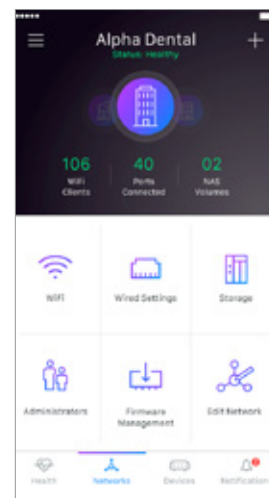 Alpha Dental
Status: Healthy
106 40 02
WiFi Ports NAS
Clients Connected Volumes
WiFi Wired Settings Storage
Administrators Firmware Edit Network
Management
Health Networks Devices Notification